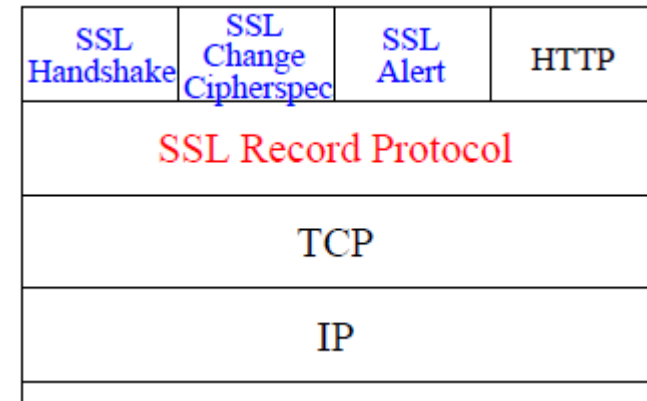 SSL
Handshake
SSL
Change
Cipherspec
SSL
Alert
HTTP
SSL Record Protocol
TCP
IP